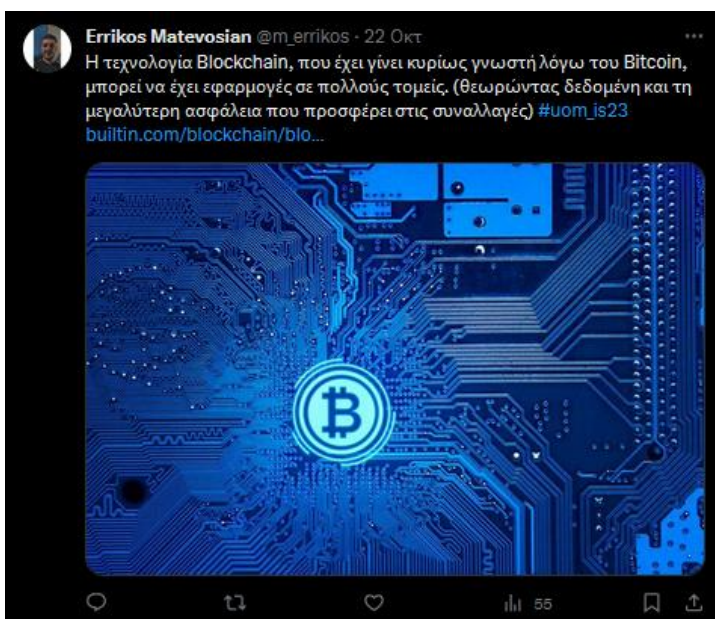 Errikos Matevosian @m_errikos · 22 Οκτ
Η τεχνολογία Blockchain, που έχει γίνει κυρίως γνωστή λόγω του Bitcoin,
μπορεί να έχει εφαρμογές σε πολλούς τομείς. (θεωρώντας δεδομένη και τη
μεγαλύτερη ασφάλεια που προσφέρει στις συναλλαγές) #uom_is23
builtin.com/blockchain/blo...
55